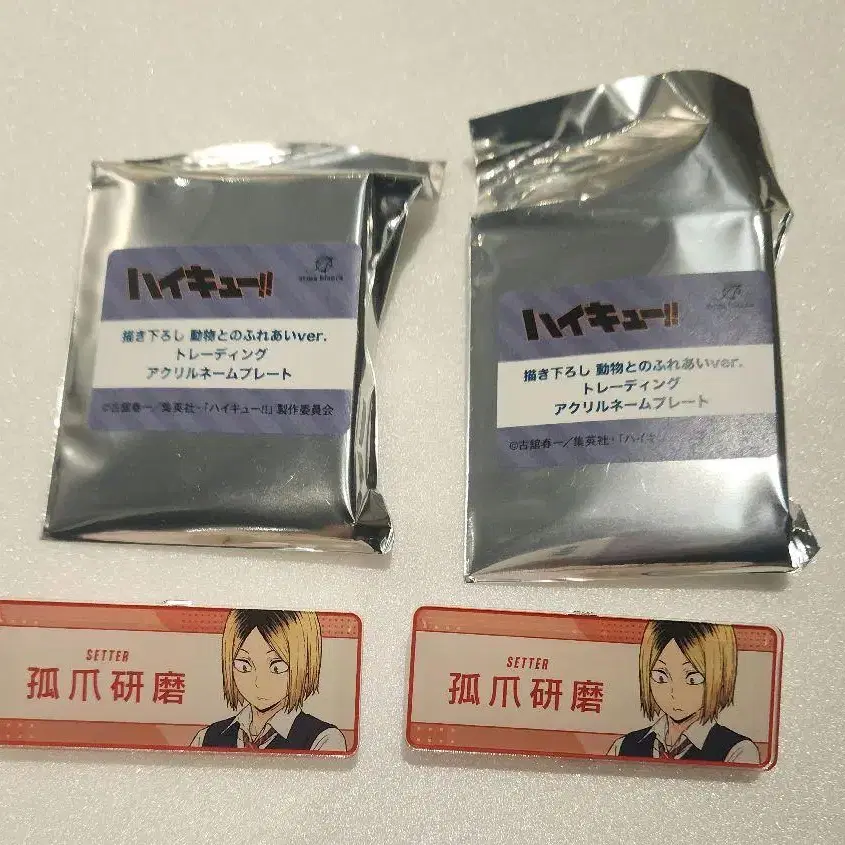 ハイキュー!!
描き下ろし 動物とのふれあいver.
トレーディング
アクリルネームプレート
©古舘春一/集英社・「ハイキュー!!」製作委員会
ハイキュー!!
描き下ろし 動物とのふれあいver.
トレーディング
アクリルネームプレート
©古舘春一/集英社・「ハイキ
SETTER
孤爪研磨
SETTER
孤爪研磨